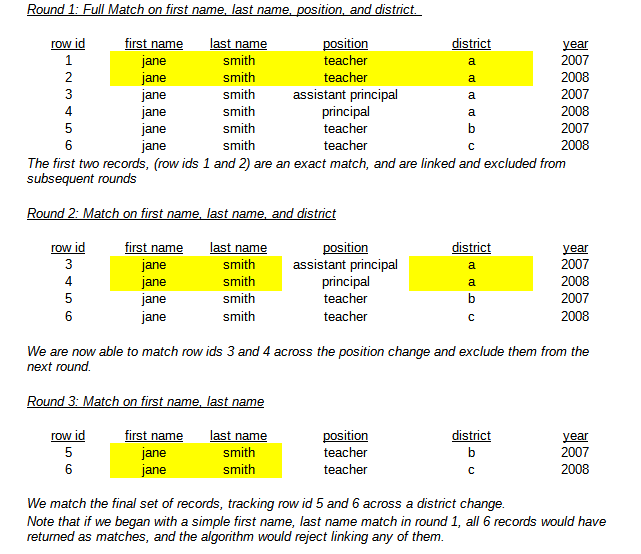 Round 1: Full Match on first name, last name, position, and district.
row id first name last name position district year
1 jane smith teacher a 2007
2 jane smith teacher a 2008
3 jane smith assistant principal a 2007
4 jane smith principal a 2008
5 jane smith teacher b 2007
6 jane smith teacher c 2008
The first two records, (row ids 1 and 2) are an exact match, and are linked and excluded from
subsequent rounds
Round 2: Match on first name, last name, and district
row id first name last name position district year
3 jane smith assistant principal a 2007
4 jane smith principal a 2008
5 jane smith teacher b 2007
6 jane smith teacher c 2008
We are now able to match row ids 3 and 4 across the position change and exclude them from the
next round.
Round 3: Match on first name, last name
row id first name last name position district year
5 jane smith teacher b 2007
6 jane smith teacher c 2008
We match the final set of records, tracking row id 5 and 6 across a district change.
Note that if we began with a simple first name, last name match in round 1, all 6 records would have
returned as matches, and the algorithm would reject linking any of them.